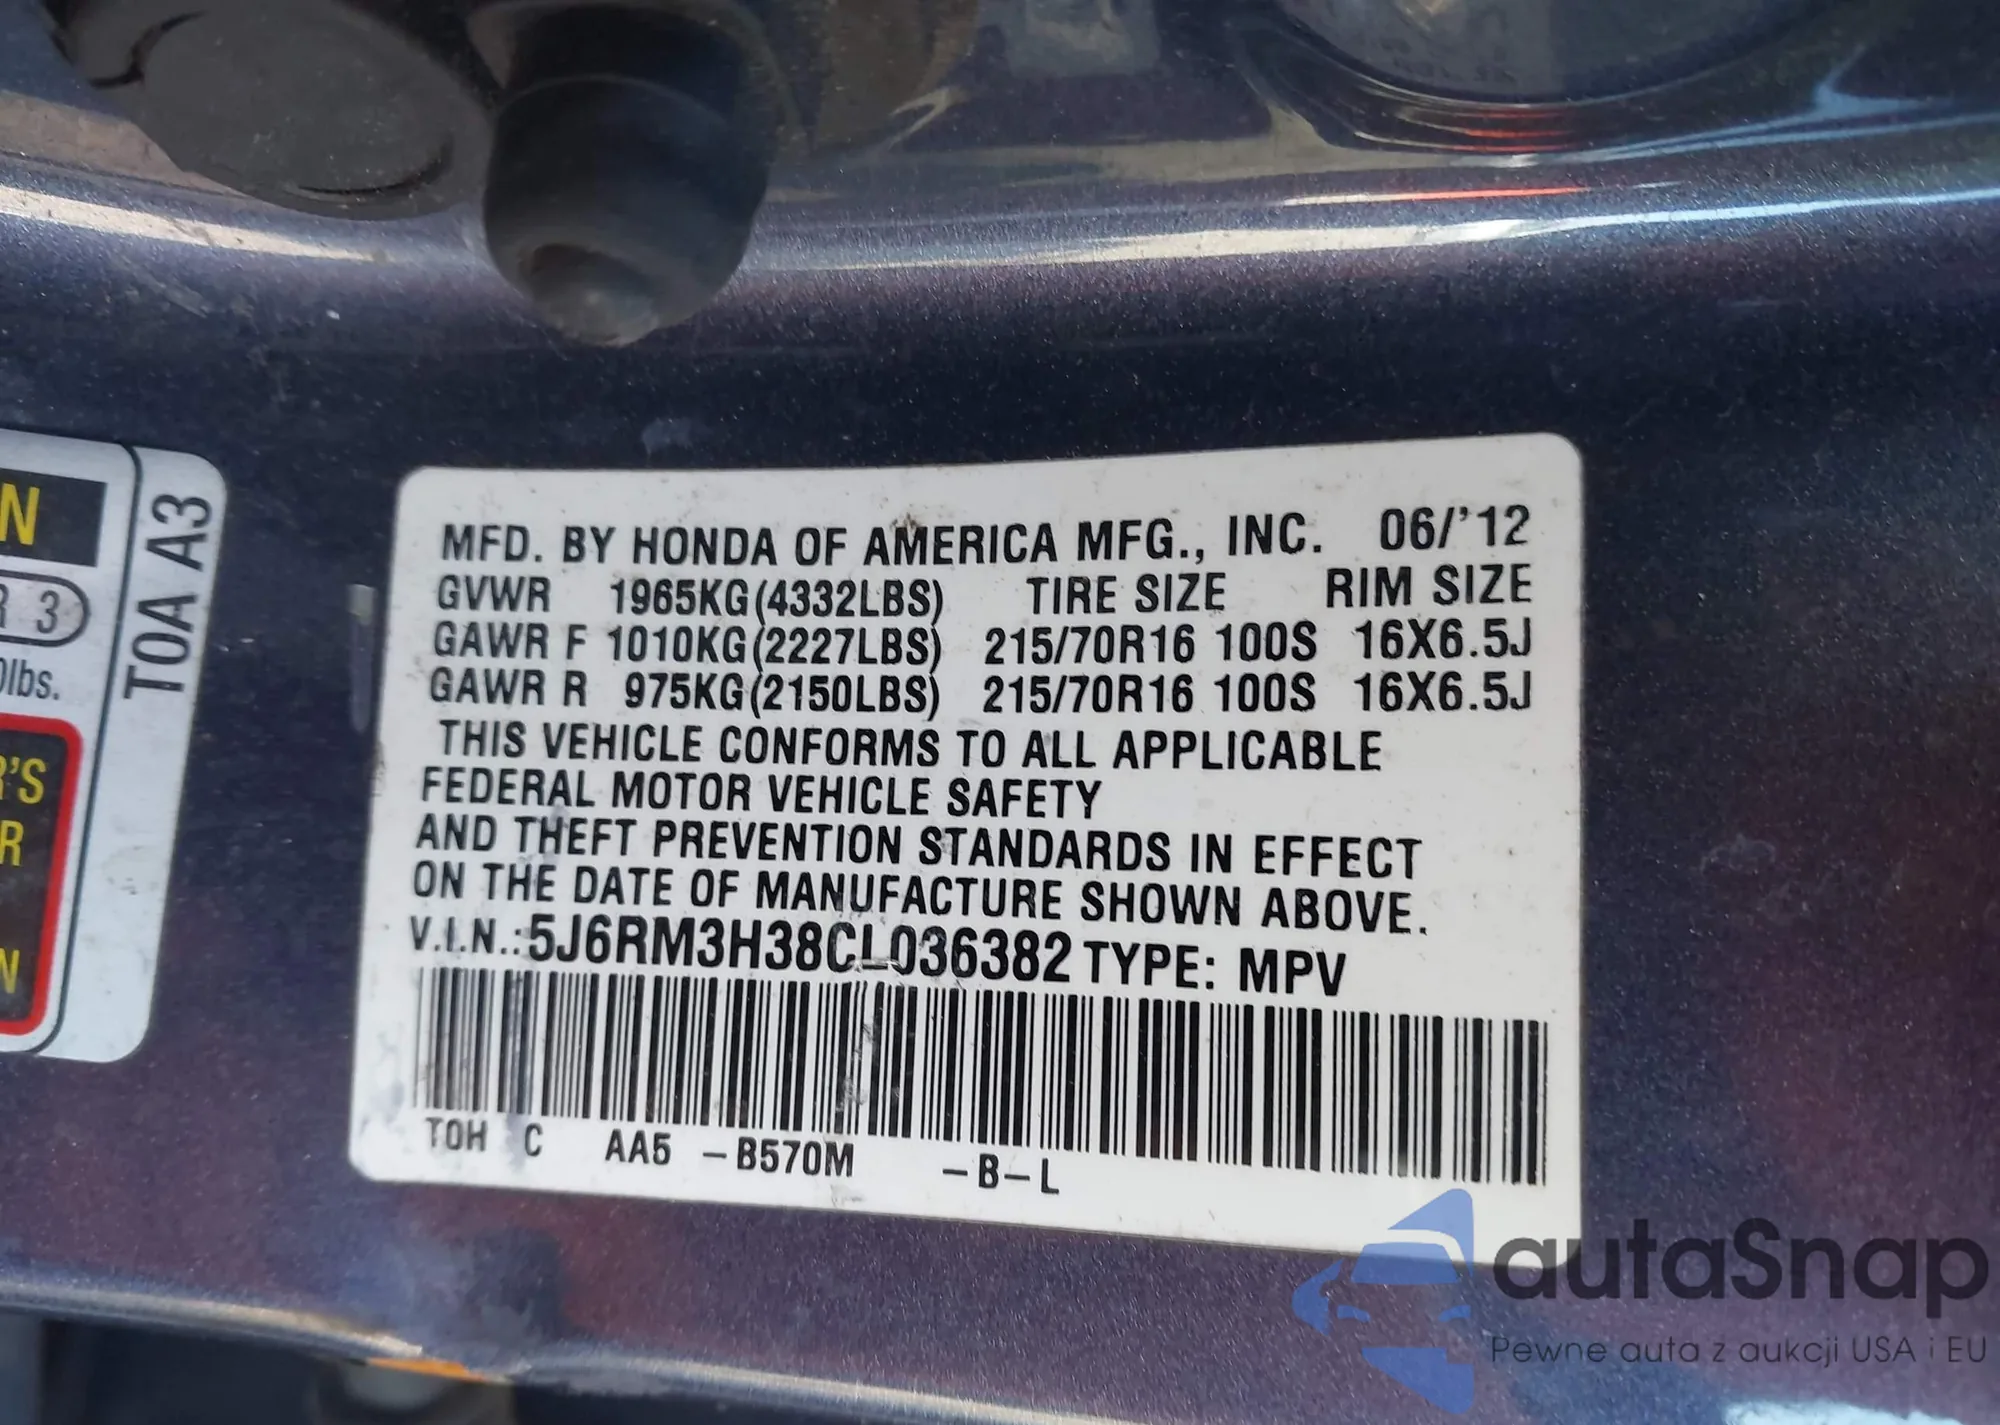 N
R 3
0lbs.
R'S
R
N
T0A A3
MFD. BY HONDA OF AMERICA MFG., INC. 06/'12
GVWR 1965KG(4332LBS) TIRE SIZE RIM SIZE
GAWR F 1010KG(2227LBS) 215/70R16 100S 16X6.5J
GAWR R 975KG(2150LBS) 215/70R16 100S 16X6.5J
THIS VEHICLE CONFORMS TO ALL APPLICABLE
FEDERAL MOTOR VEHICLE SAFETY
AND THEFT PREVENTION STANDARDS IN EFFECT
ON THE DATE OF MANUFACTURE SHOWN ABOVE.
V.I.N.:5J6RM3H38CL036382 TYPE: MPV
T0H C AA5 -B570M -B-L
autaSnap
Pewne auta z aukcji USA i EU